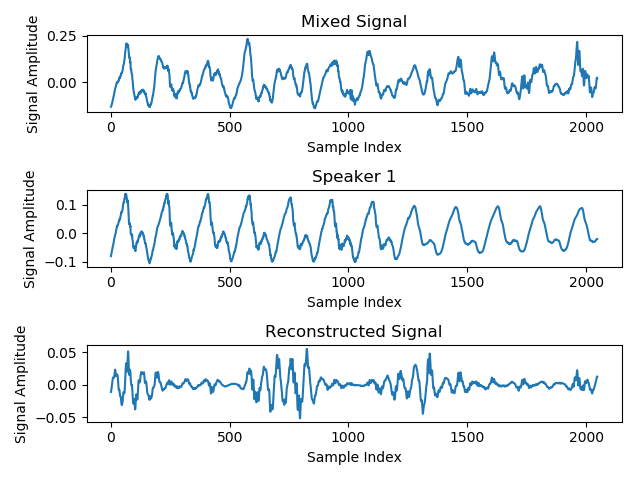 Mixed Signal
Signal Amplitude
0.25
0.00
0 500 1000 1500 2000
Sample Index
Speaker 1
Signal Amplitude
0.1
0.0
−0.1
0 500 1000 1500 2000
Sample Index
Reconstructed Signal
Signal Amplitude
0.05
0.00
−0.05
0 500 1000 1500 2000
Sample Index